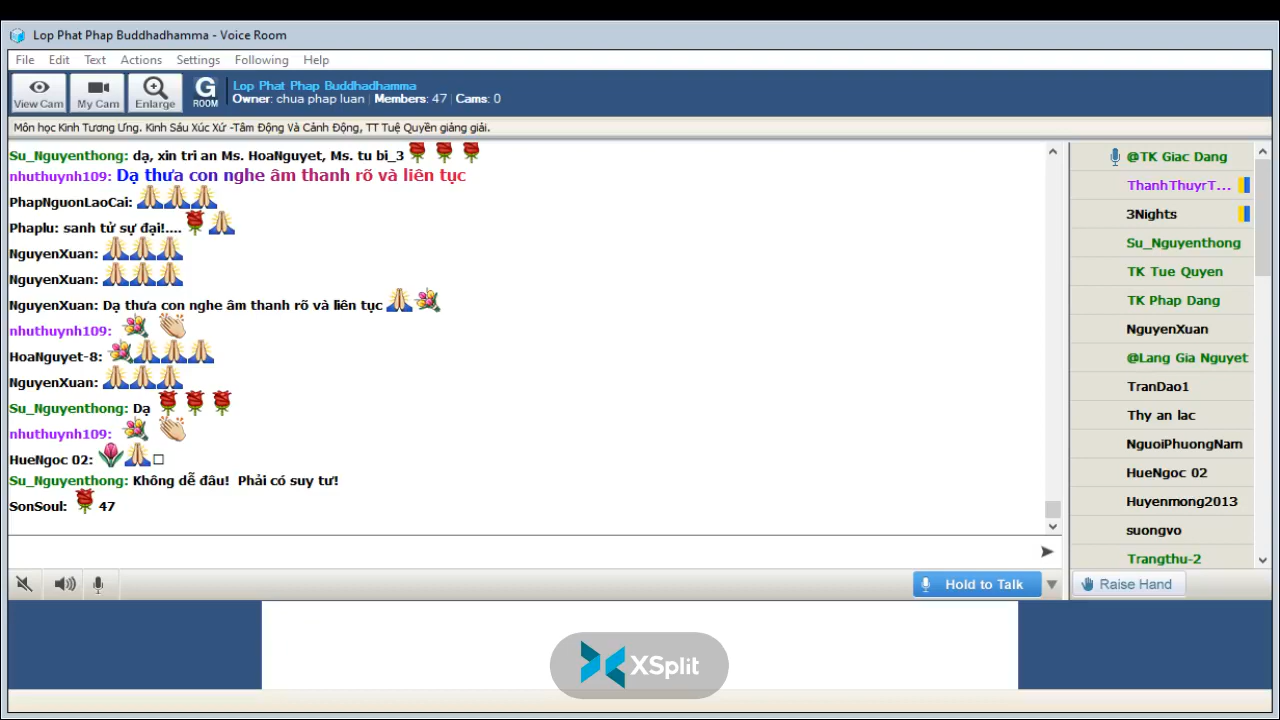 Lop Phat Phap Buddhadhamma - Voice Room
File Edit Text Actions Settings Following Help
View Cam My Cam Enlarge G ROOM
Lop Phat Phap Buddhadhamma
Owner: chua phap luan | Members: 47 | Cams: 0
Môn học Kinh Tương Ưng. Kinh Sáu Xúc Xứ -Tâm Động Và Cảnh Động, TT Tuệ Quyền giảng giải.
Su_Nguyenthong: dạ, xin tri an Ms. HoaNguyet, Ms. tu bi_3
nhuthuynh109: Dạ thưa con nghe âm thanh rõ và liên tục
PhapNguonLaoCai:
Phaplu: sanh tử sự đại!....
NguyenXuan:
NguyenXuan:
NguyenXuan: Dạ thưa con nghe âm thanh rõ và liên tục
nhuthuynh109:
HoaNguyet-8:
NguyenXuan:
Su_Nguyenthong: Dạ
nhuthuynh109:
HueNgoc 02:
Su_Nguyenthong: Không dễ đâu! Phải có suy tư!
SonSoul: 47
@TK Giac Dang
ThanhThuyrT...
3Nights
Su_Nguyenthong
TK Tue Quyen
TK Phap Dang
NguyenXuan
@Lang Gia Nguyet
TranDao1
Thy an lac
NguoiPhuongNam
HueNgoc 02
Huyenmong2013
suongvo
Trangthu-2
Hold to Talk
Raise Hand
XSplit